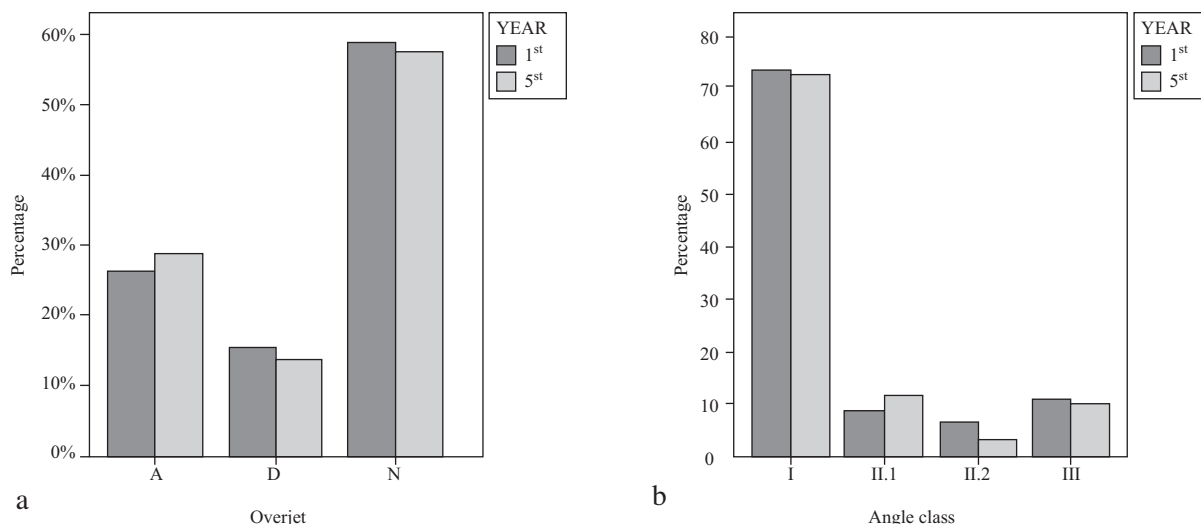 60%
50%
40%
30%
20%
10%
0%
Percentage
A D N
Overjet
a
YEAR
1st
5st
80
70
60
50
40
30
20
10
0
Percentage
I II.1 II.2 III
Angle class
b
YEAR
1st
5st